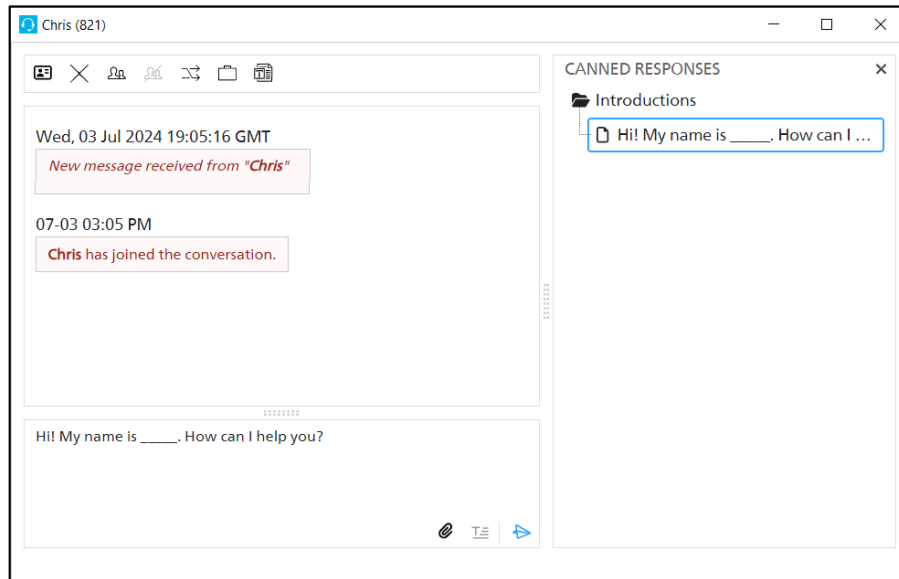 Chris (821)
CANNED RESPONSES
Introductions
Hi! My name is _____. How can I ...
Wed, 03 Jul 2024 19:05:16 GMT
New message received from "Chris"
07-03 03:05 PM
Chris has joined the conversation.
Hi! My name is _____. How can I help you?